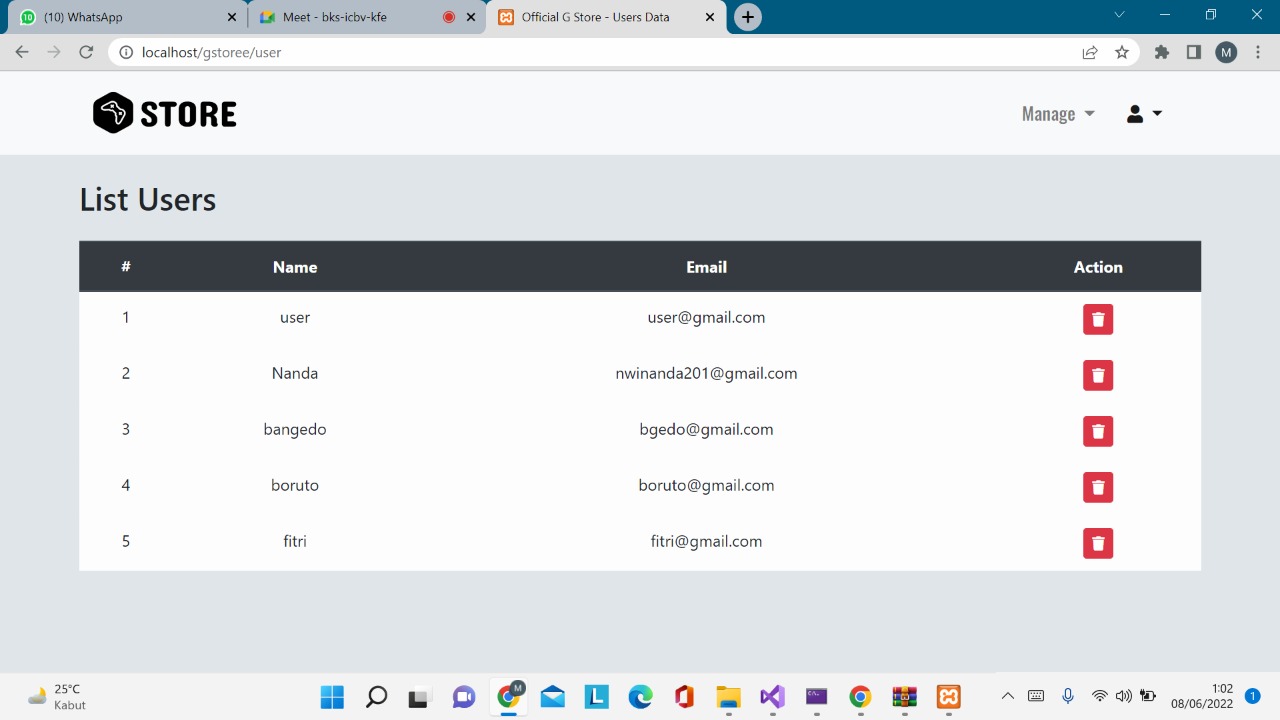 (10) WhatsApp
Meet - bks-icbv-kfe
Official G Store - Users Data
localhost/gstoree/user
M
STORE
Manage
List Users
# Name Email Action
1 user user@gmail.com
2 Nanda nwinanda201@gmail.com
3 bangedo bgedo@gmail.com
4 boruto boruto@gmail.com
5 fitri fitri@gmail.com
25°C
Kabut
1:02
08/06/2022
1